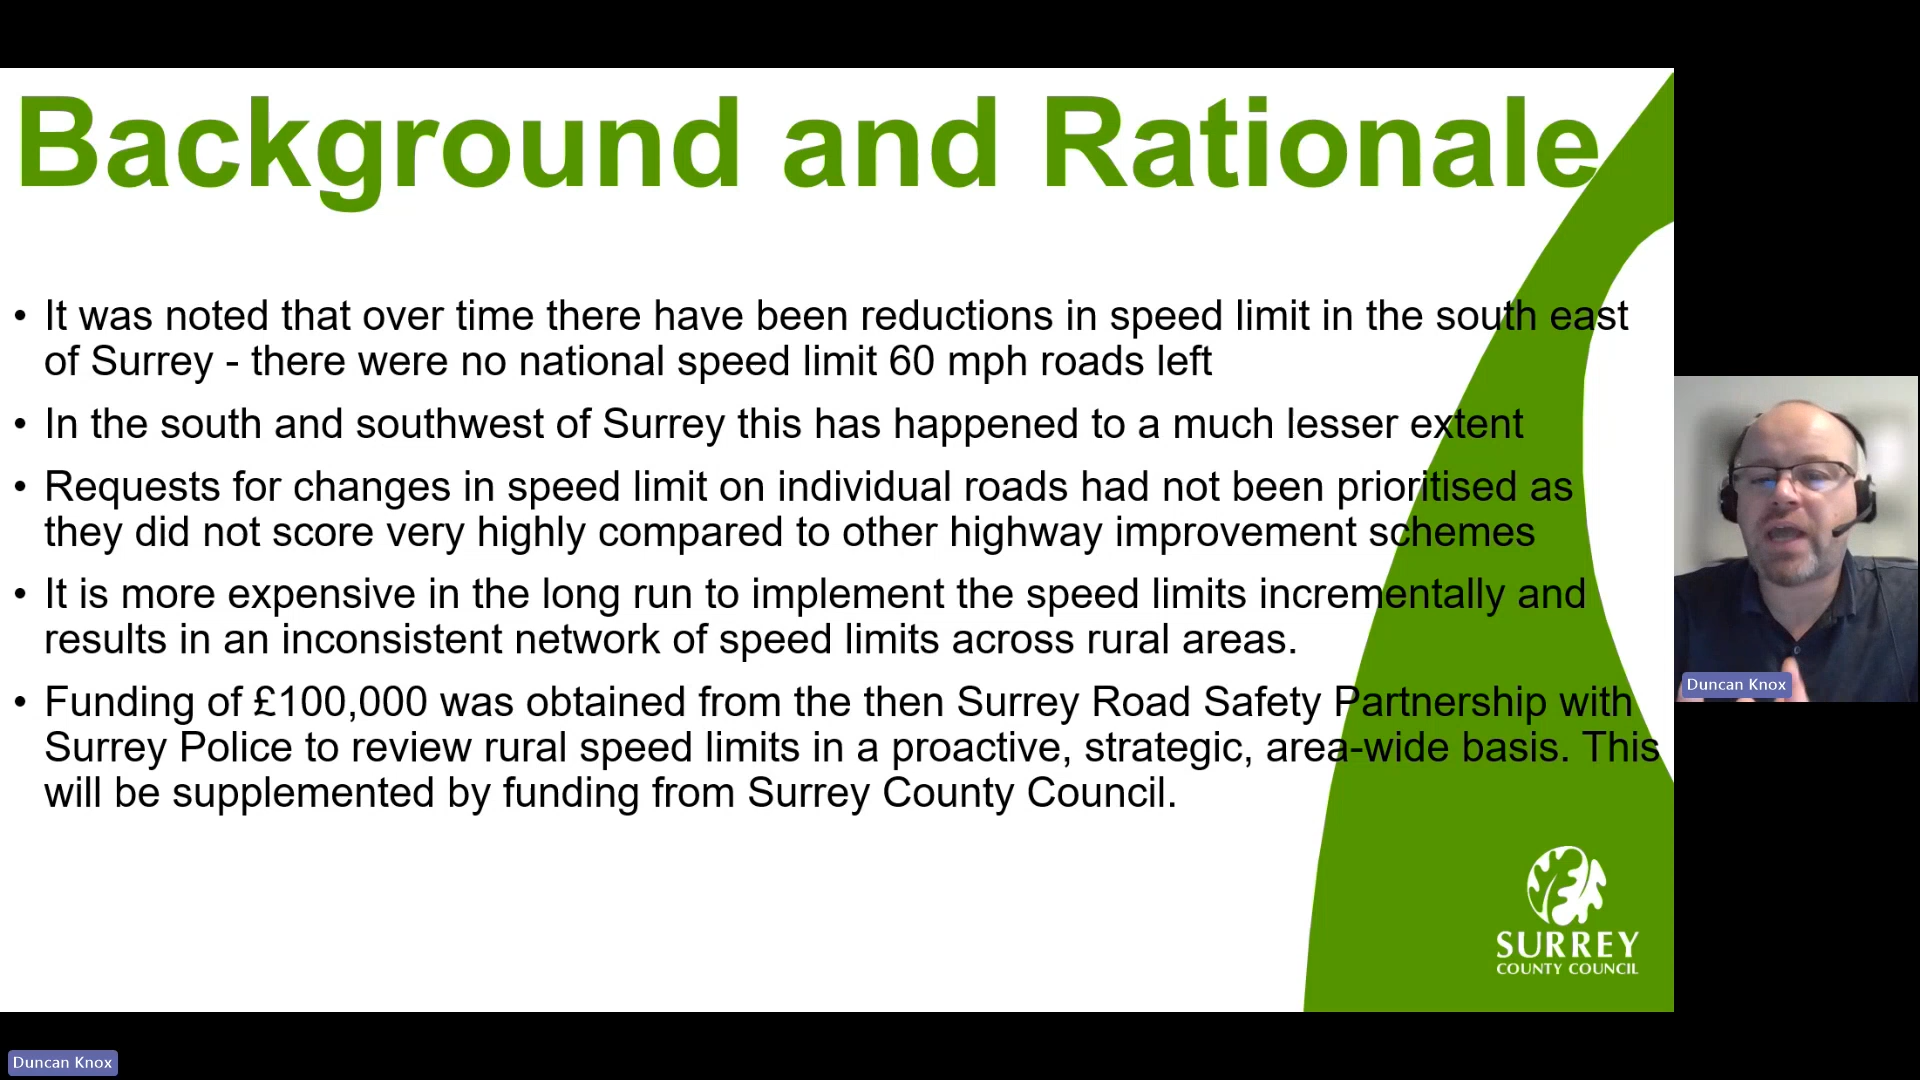 Background and Rationale
• It was noted that over time there have been reductions in speed limit in the south east
of Surrey - there were no national speed limit 60 mph roads left
• In the south and southwest of Surrey this has happened to a much lesser extent
• Requests for changes in speed limit on individual roads had not been prioritised as
they did not score very highly compared to other highway improvement schemes
• It is more expensive in the long run to implement the speed limits incrementally and
results in an inconsistent network of speed limits across rural areas.
• Funding of £100,000 was obtained from the then Surrey Road Safety Partnership with
Surrey Police to review rural speed limits in a proactive, strategic, area-wide basis. This
will be supplemented by funding from Surrey County Council.
SURREY
COUNTY COUNCIL
Duncan Knox
Duncan Knox